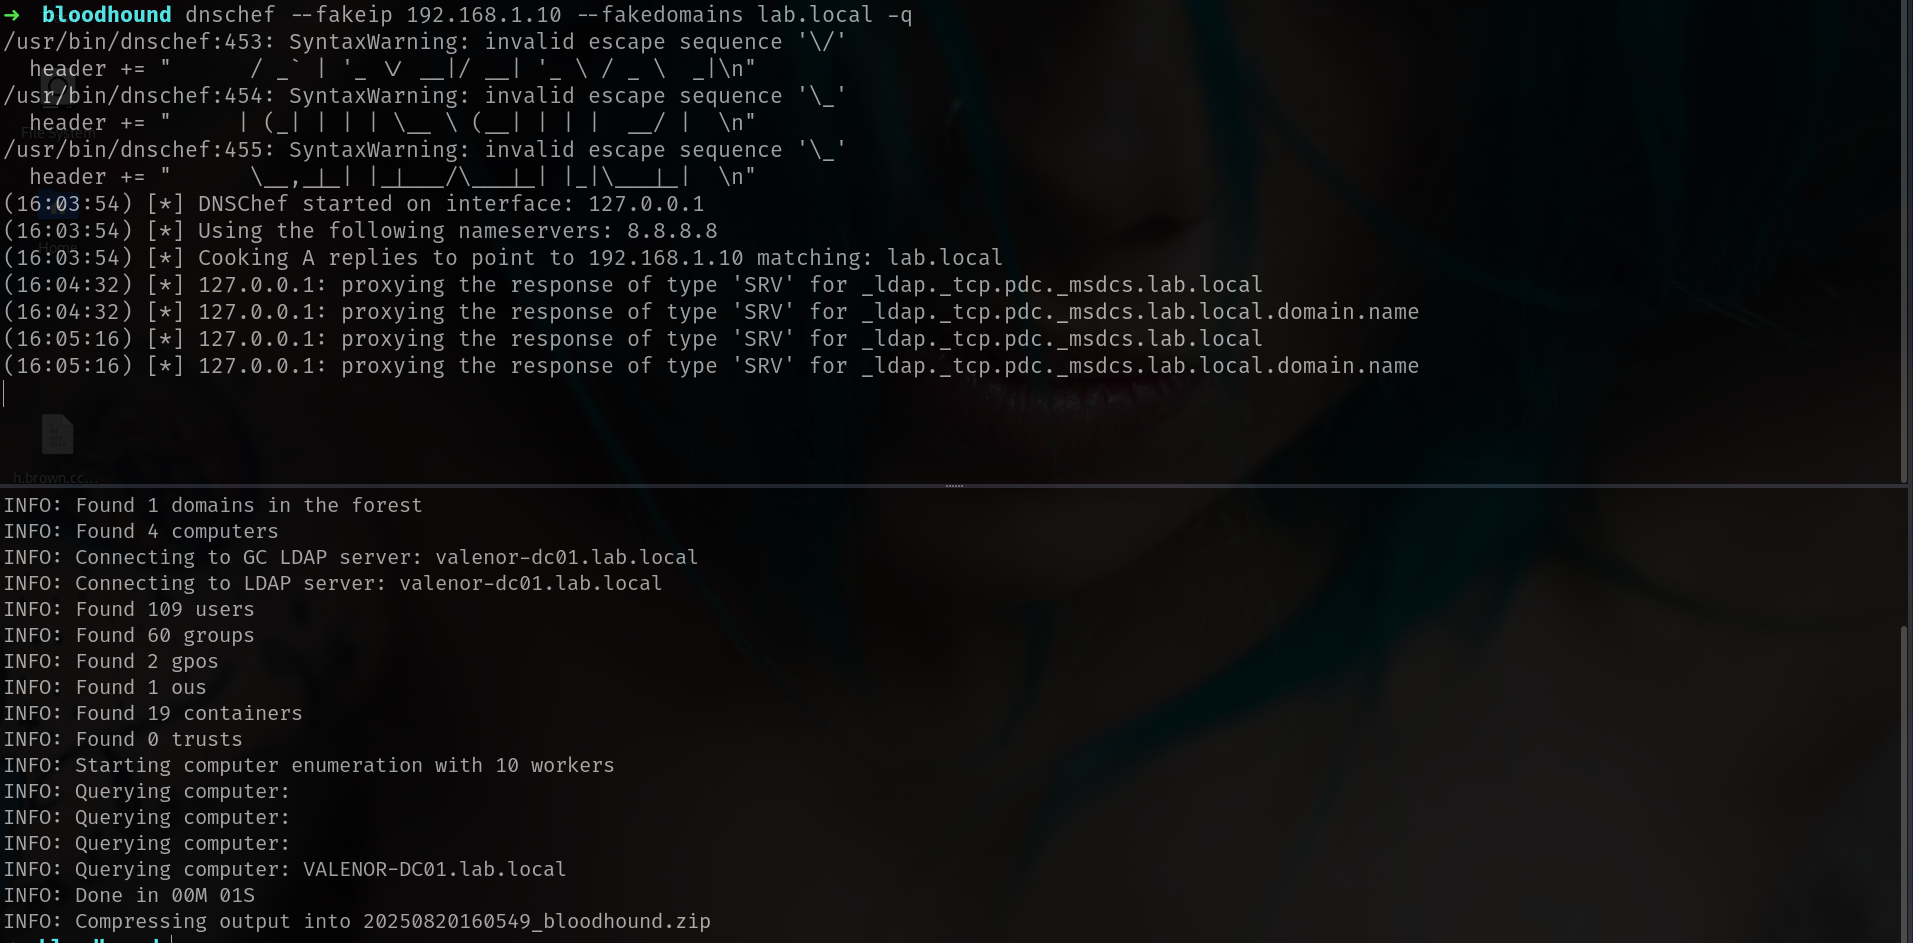 → bloodhound dnschef --fakeip 192.168.1.10 --fakedomains lab.local -q
/usr/bin/dnschef:453: SyntaxWarning: invalid escape sequence '\/'
  header += "      / _` | '_ \/ __|/ __| '_ \ / _ \  _|\n"
/usr/bin/dnschef:454: SyntaxWarning: invalid escape sequence '\_'
  header += "     | (_| | | | \__ \ (__| | | |  __/ |  \n"
/usr/bin/dnschef:455: SyntaxWarning: invalid escape sequence '\_'
  header += "      \__,_|_| |_|___/\___|_| |_|\___|_|  \n"
(16:03:54) [*] DNSChef started on interface: 127.0.0.1
(16:03:54) [*] Using the following nameservers: 8.8.8.8
(16:03:54) [*] Cooking A replies to point to 192.168.1.10 matching: lab.local
(16:04:32) [*] 127.0.0.1: proxying the response of type 'SRV' for _ldap._tcp.pdc._msdcs.lab.local
(16:04:32) [*] 127.0.0.1: proxying the response of type 'SRV' for _ldap._tcp.pdc._msdcs.lab.local.domain.name
(16:05:16) [*] 127.0.0.1: proxying the response of type 'SRV' for _ldap._tcp.pdc._msdcs.lab.local
(16:05:16) [*] 127.0.0.1: proxying the response of type 'SRV' for _ldap._tcp.pdc._msdcs.lab.local.domain.name
File System
Home
h.brown.cc...
INFO: Found 1 domains in the forest
INFO: Found 4 computers
INFO: Connecting to GC LDAP server: valenor-dc01.lab.local
INFO: Connecting to LDAP server: valenor-dc01.lab.local
INFO: Found 109 users
INFO: Found 60 groups
INFO: Found 2 gpos
INFO: Found 1 ous
INFO: Found 19 containers
INFO: Found 0 trusts
INFO: Starting computer enumeration with 10 workers
INFO: Querying computer:
INFO: Querying computer:
INFO: Querying computer:
INFO: Querying computer: VALENOR-DC01.lab.local
INFO: Done in 00M 01S
INFO: Compressing output into 20250820160549_bloodhound.zip
bloodhound